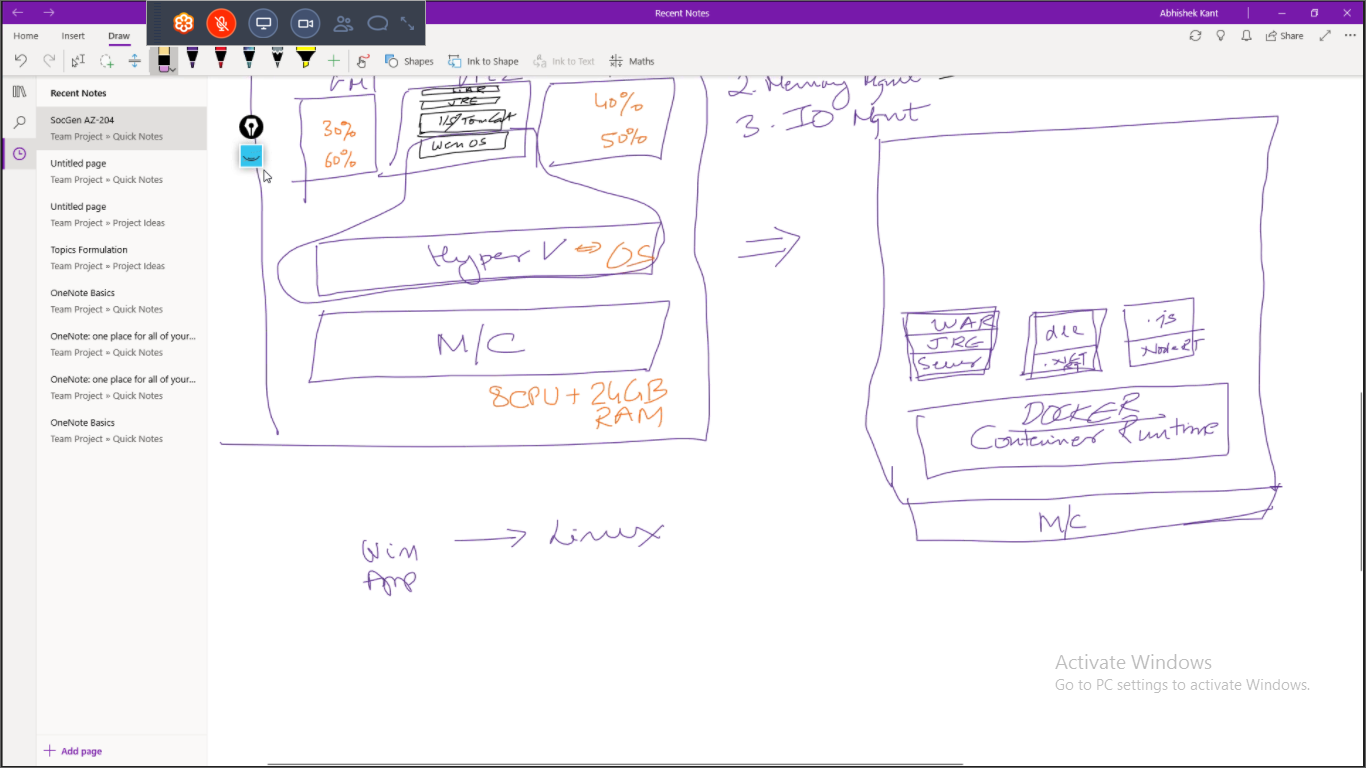 Recent Notes
Abhishek Kant
Home
Insert
Draw
Share
Shapes
Ink to Shape
Ink to Text
Maths
Recent Notes
SocGen AZ-204
Team Project » Quick Notes
Untitled page
Team Project » Quick Notes
Untitled page
Team Project » Project Ideas
Topics Formulation
Team Project » Project Ideas
OneNote Basics
Team Project » Quick Notes
OneNote: one place for all of your...
Team Project » Quick Notes
OneNote: one place for all of your...
Team Project » Quick Notes
OneNote Basics
Team Project » Quick Notes
Add page
30%
60%
WAR
JRE
Win OS
40%
50%
Hyper V ⇔ OS
M/C
8CPU + 24GB
RAM
Win → Linux
App
2. Memory Mgmt
3. IO Mgmt
⇒
WAR
JRE
Server
dll
.NET
RT
.js
NodeRT
DOCKER
Container Runtime
M/C
Activate Windows
Go to PC settings to activate Windows.